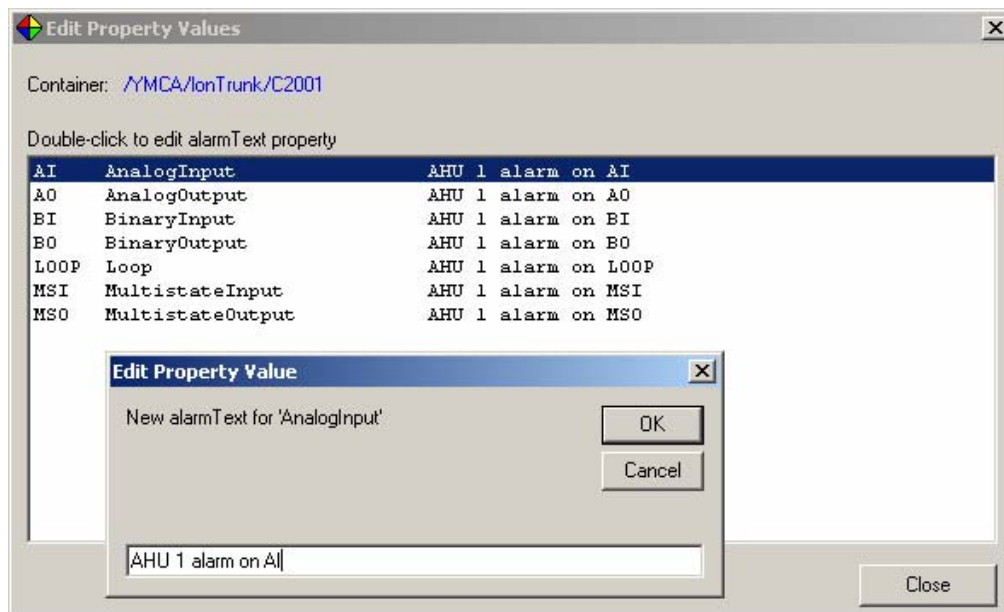 Edit Property Values
Container: /YMCA/lonTrunk/C2001
Double-click to edit alarmText property
AI AnalogInput AHU 1 alarm on AI
AO AnalogOutput AHU 1 alarm on AO
BI BinaryInput AHU 1 alarm on BI
BO BinaryOutput AHU 1 alarm on BO
LOOP Loop AHU 1 alarm on LOOP
MSI MultistateInput AHU 1 alarm on MSI
MSO MultistateOutput AHU 1 alarm on MSO
Edit Property Value
New alarmText for 'AnalogInput'
OK
Cancel
AHU 1 alarm on AI
Close